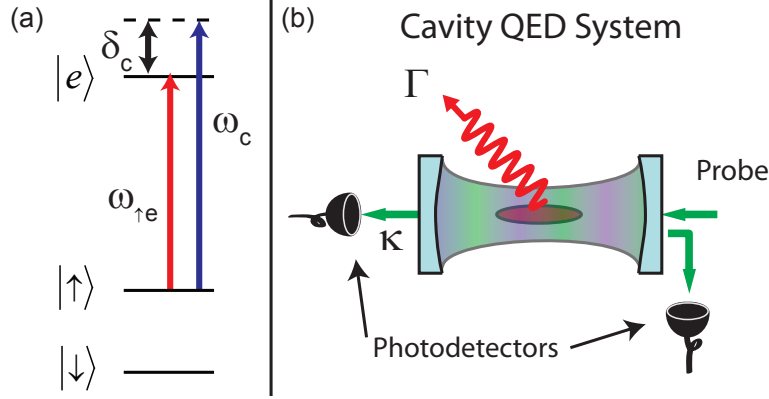 (a)
δc
|e⟩
ωc
ω↑e
|↑⟩
|↓⟩
(b)
Cavity QED System
Γ
Probe
κ
Photodetectors